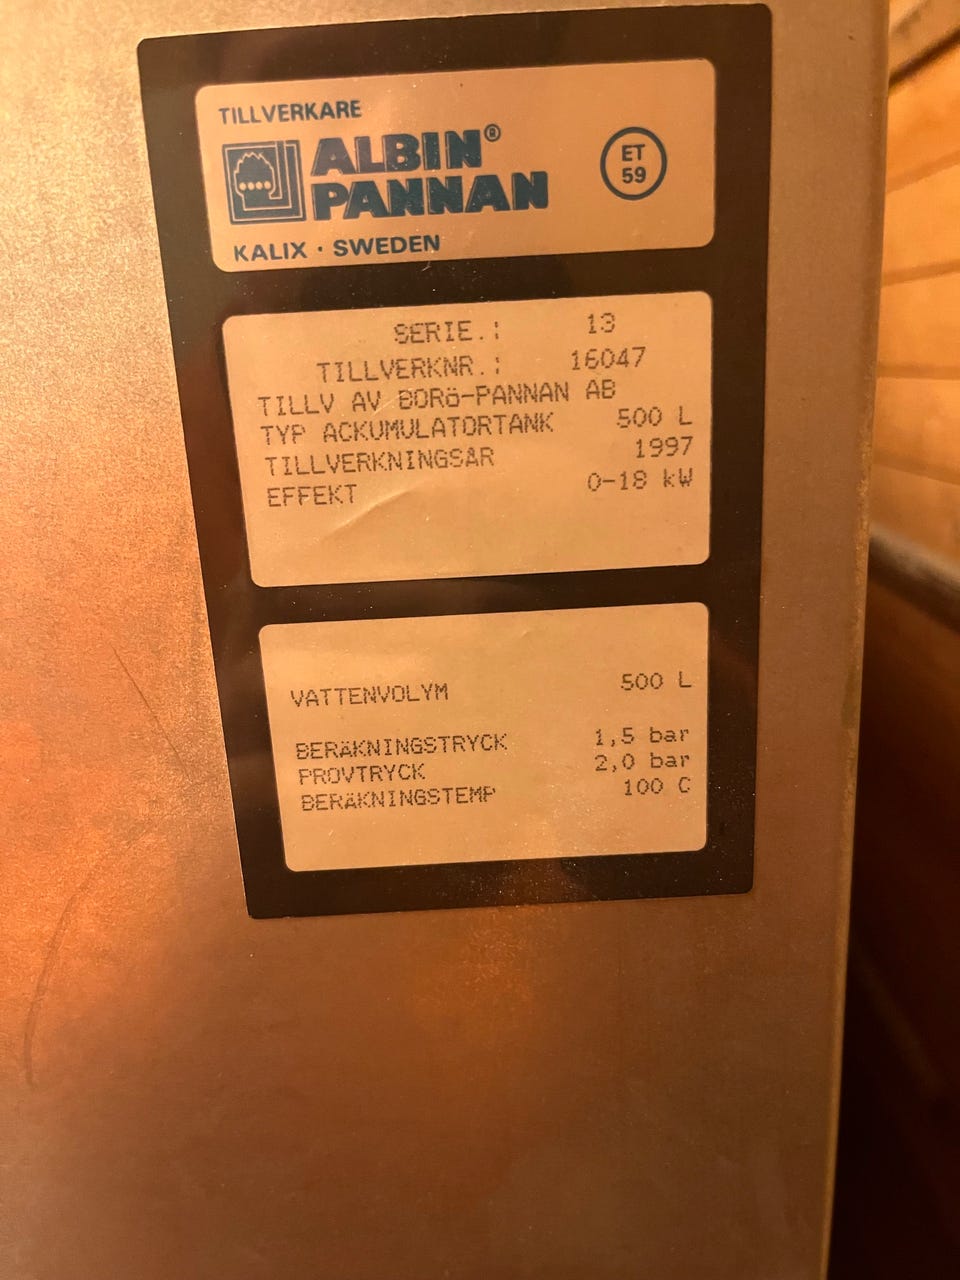 TILLVERKARE
ALBIN®
PANNAN
ET
59
KALIX · SWEDEN
SERIE.: 13
TILLVERKNR.: 16047
TILLV AV BORö-PANNAN AB
TYP ACKUMULATORTANK 500 L
TILLVERKNINGSÅR 1997
EFFEKT 0-18 kW
VATTENVOLYM 500 L
BERÄKNINGSTRYCK 1,5 bar
PROVTRYCK 2,0 bar
BERÄKNINGSTEMP 100 C